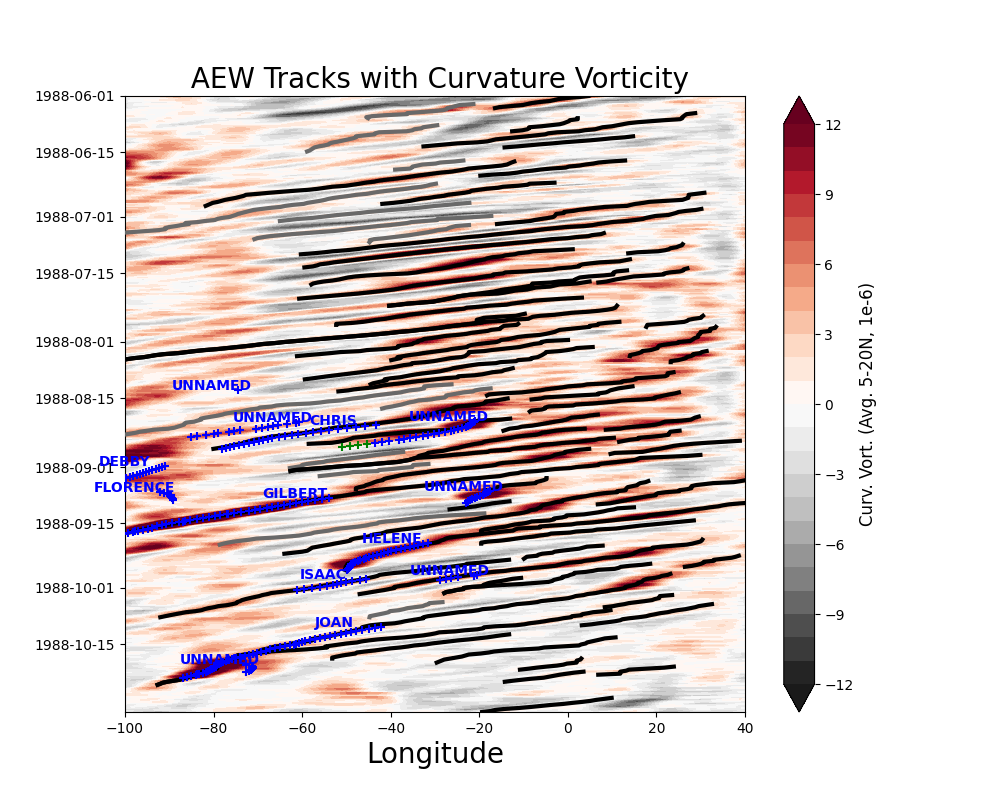 AEW Tracks with Curvature Vorticity
1988-06-01
1988-06-15
1988-07-01
1988-07-15
1988-08-01
1988-08-15
1988-09-01
1988-09-15
1988-10-01
1988-10-15
UNNAMED
UNNAMED
CHRIS
UNNAMED
DEBBY
FLORENCE
GILBERT
UNNAMED
HELENE
ISAAC
UNNAMED
JOAN
UNNAMED
−100
−80
−60
−40
−20
0
20
40
Longitude
12
9
6
3
0
−3
−6
−9
−12
Curv. Vort. (Avg. 5-20N, 1e-6)